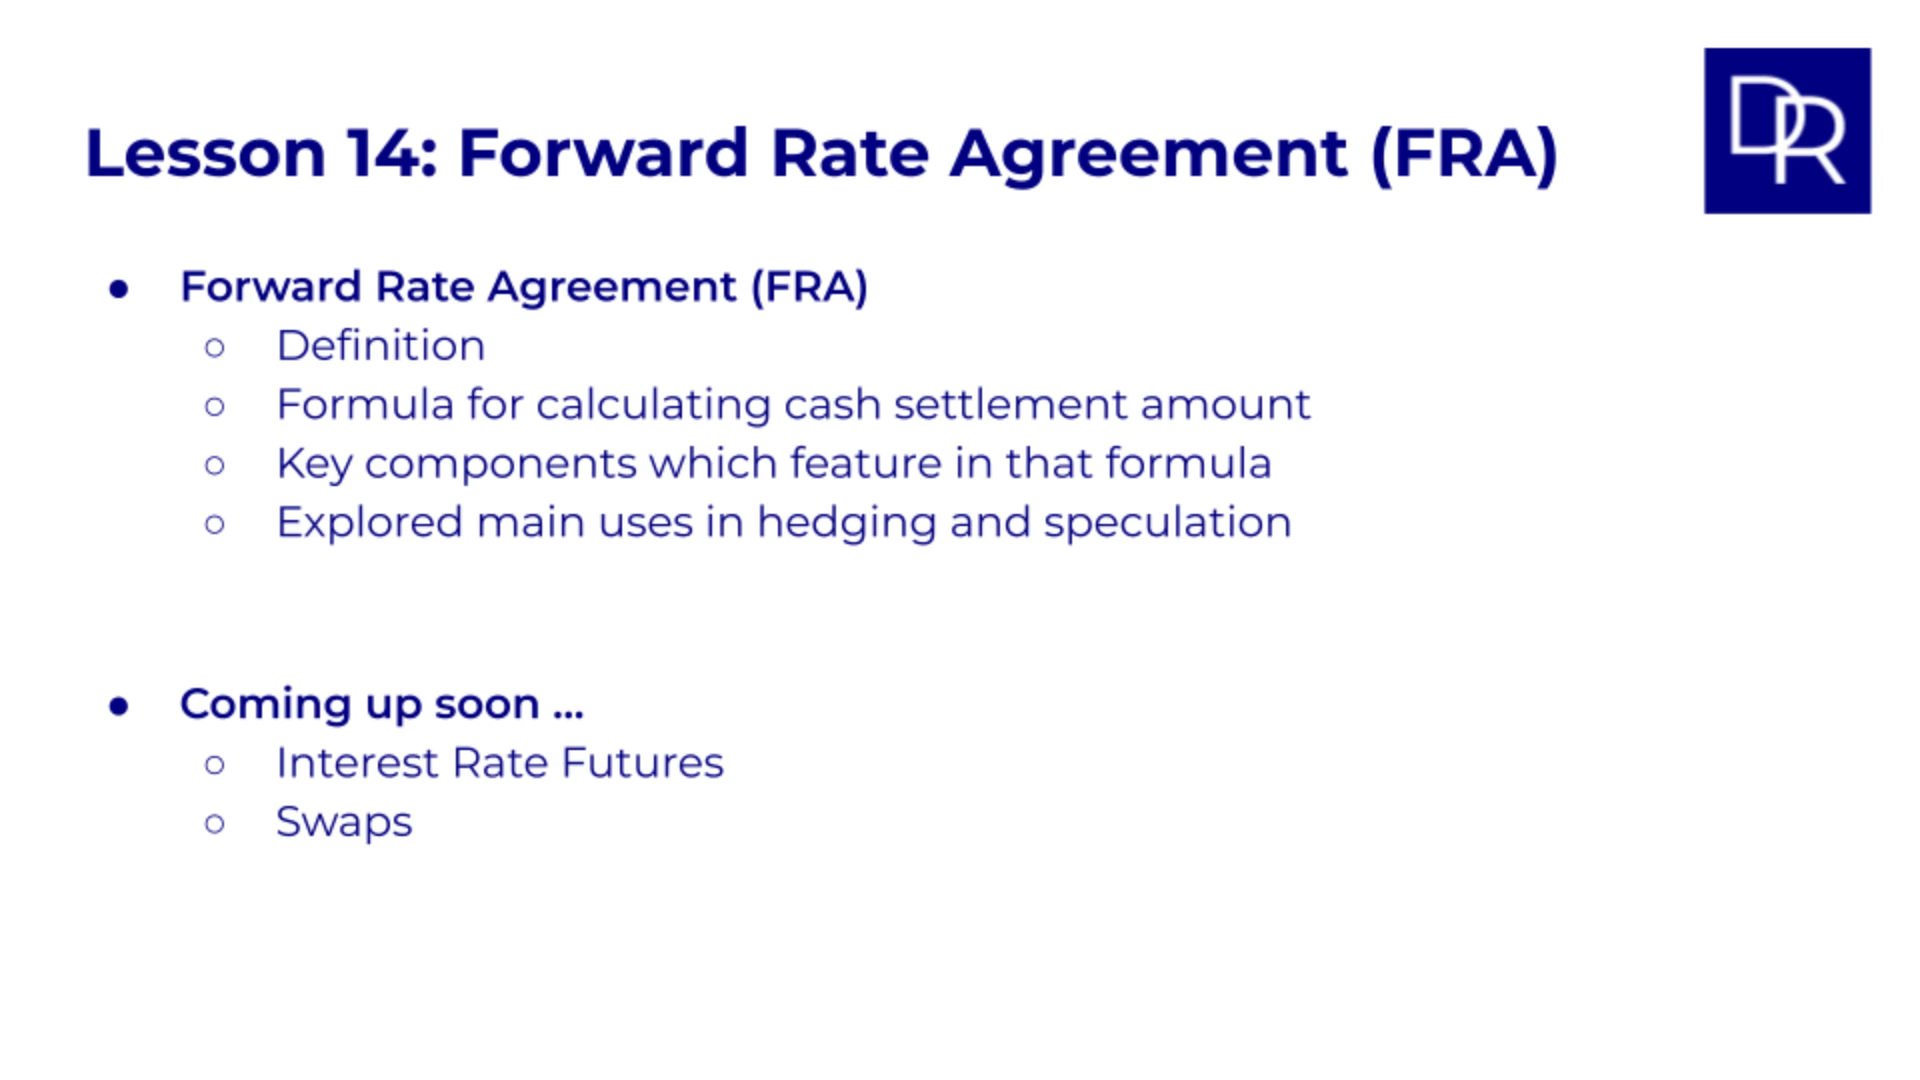 DR
Lesson 14: Forward Rate Agreement (FRA)
● Forward Rate Agreement (FRA)
○ Definition
○ Formula for calculating cash settlement amount
○ Key components which feature in that formula
○ Explored main uses in hedging and speculation
● Coming up soon ...
○ Interest Rate Futures
○ Swaps